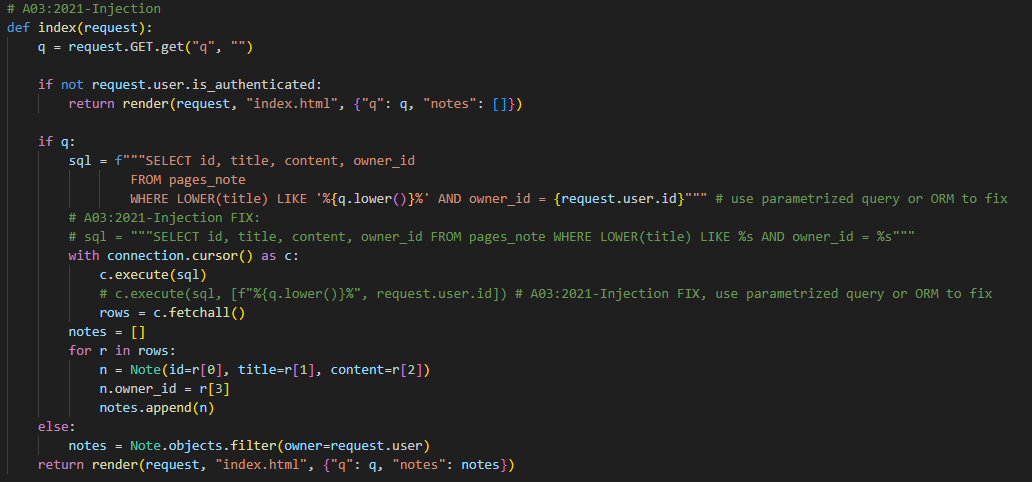 # A03:2021-Injection
def index(request):
    q = request.GET.get("q", "")

    if not request.user.is_authenticated:
        return render(request, "index.html", {"q": q, "notes": []})

    if q:
        sql = f"""SELECT id, title, content, owner_id
                FROM pages_note
                WHERE LOWER(title) LIKE '%{q.lower()}%' AND owner_id = {request.user.id}""" # use parametrized query or ORM to fix
        # A03:2021-Injection FIX:
        # sql = """SELECT id, title, content, owner_id FROM pages_note WHERE LOWER(title) LIKE %s AND owner_id = %s"""
        with connection.cursor() as c:
            c.execute(sql)
            # c.execute(sql, [f"%{q.lower()}%", request.user.id]) # A03:2021-Injection FIX, use parametrized query or ORM to fix
            rows = c.fetchall()
        notes = []
        for r in rows:
            n = Note(id=r[0], title=r[1], content=r[2])
            n.owner_id = r[3]
            notes.append(n)
    else:
        notes = Note.objects.filter(owner=request.user)
    return render(request, "index.html", {"q": q, "notes": notes})